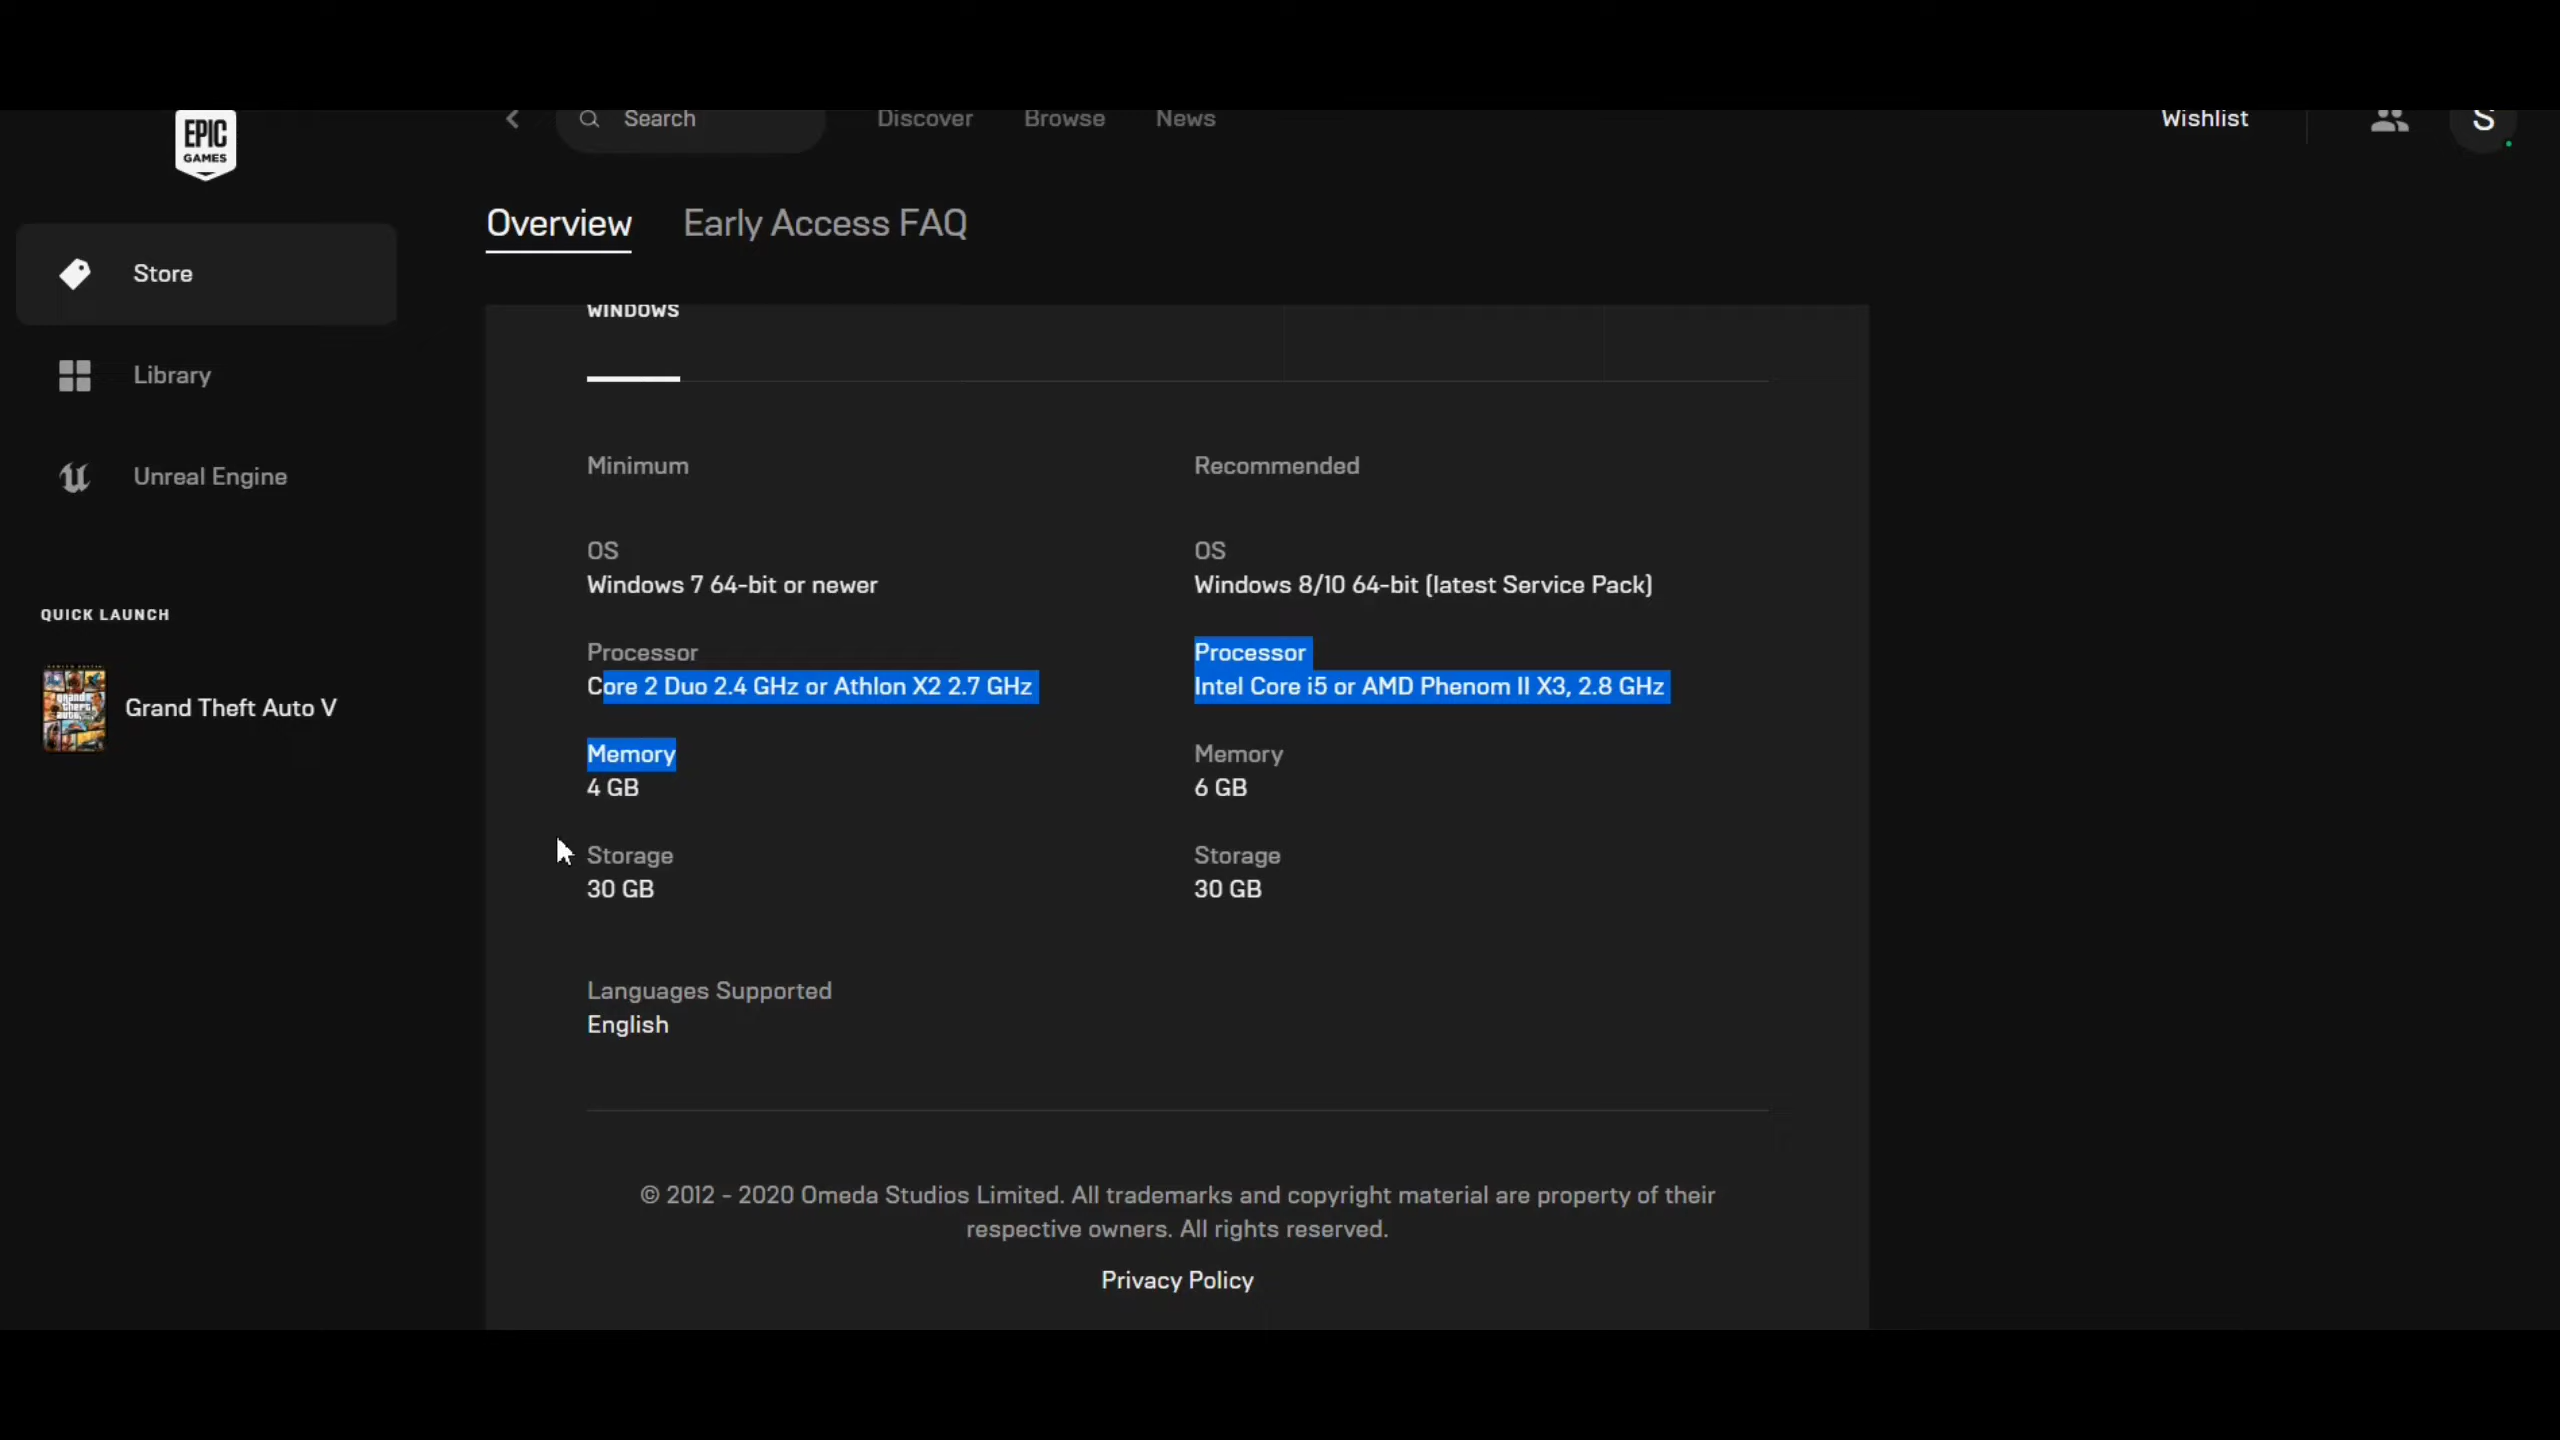 EPIC
GAMES
Search
Discover
Browse
News
Wishlist
S
Overview
Early Access FAQ
Store
Library
Unreal Engine
QUICK LAUNCH
grand
theft
auto
Grand Theft Auto V
WINDOWS
Minimum
Recommended
OS
Windows 7 64-bit or newer
OS
Windows 8/10 64-bit (latest Service Pack)
Processor
Core 2 Duo 2.4 GHz or Athlon X2 2.7 GHz
Processor
Intel Core i5 or AMD Phenom II X3, 2.8 GHz
Memory
4 GB
Memory
6 GB
Storage
30 GB
Storage
30 GB
Languages Supported
English
© 2012 - 2020 Omeda Studios Limited. All trademarks and copyright material are property of their
respective owners. All rights reserved.
Privacy Policy